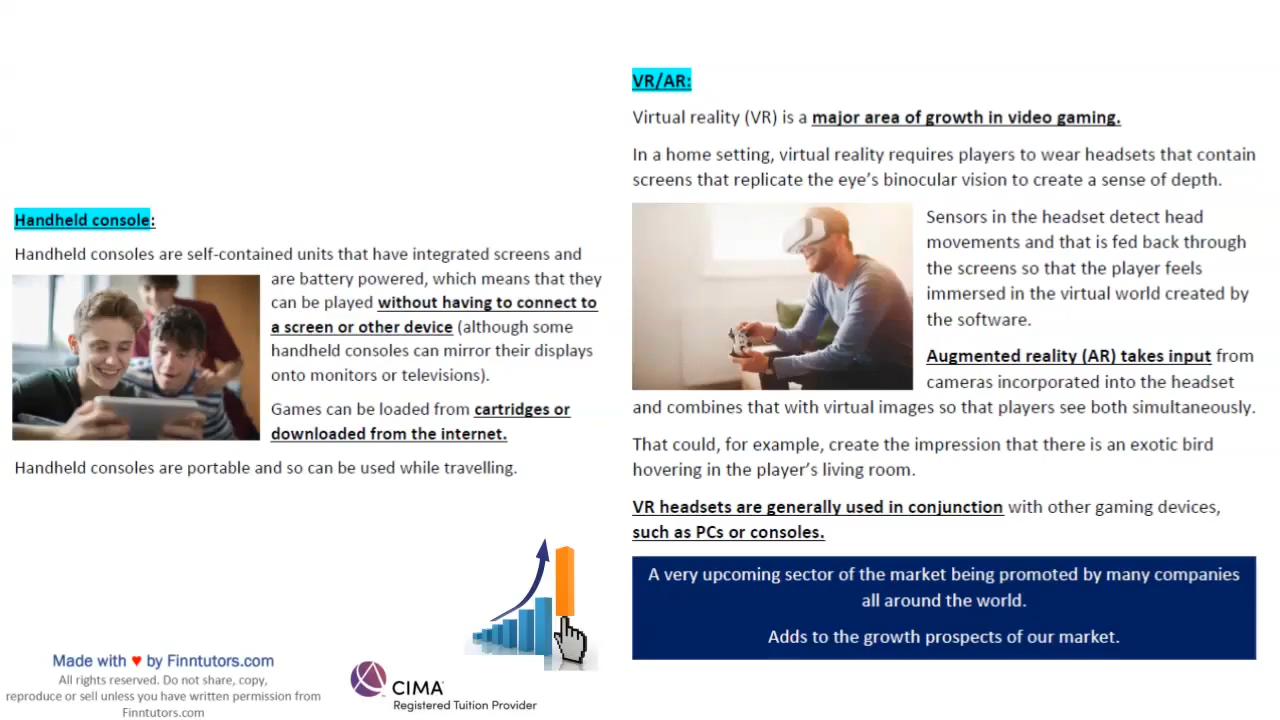 Handheld console:
Handheld consoles are self-contained units that have integrated screens and
are battery powered, which means that they
can be played without having to connect to
a screen or other device (although some
handheld consoles can mirror their displays
onto monitors or televisions).
Games can be loaded from cartridges or
downloaded from the internet.
Handheld consoles are portable and so can be used while travelling.
Made with ♥ by Finntutors.com
All rights reserved. Do not share, copy,
reproduce or sell unless you have written permission from
Finntutors.com
CIMA
Registered Tuition Provider
VR/AR:
Virtual reality (VR) is a major area of growth in video gaming.
In a home setting, virtual reality requires players to wear headsets that contain
screens that replicate the eye's binocular vision to create a sense of depth.
Sensors in the headset detect head
movements and that is fed back through
the screens so that the player feels
immersed in the virtual world created by
the software.
Augmented reality (AR) takes input from
cameras incorporated into the headset
and combines that with virtual images so that players see both simultaneously.
That could, for example, create the impression that there is an exotic bird
hovering in the player's living room.
VR headsets are generally used in conjunction with other gaming devices,
such as PCs or consoles.
A very upcoming sector of the market being promoted by many companies
all around the world.
Adds to the growth prospects of our market.